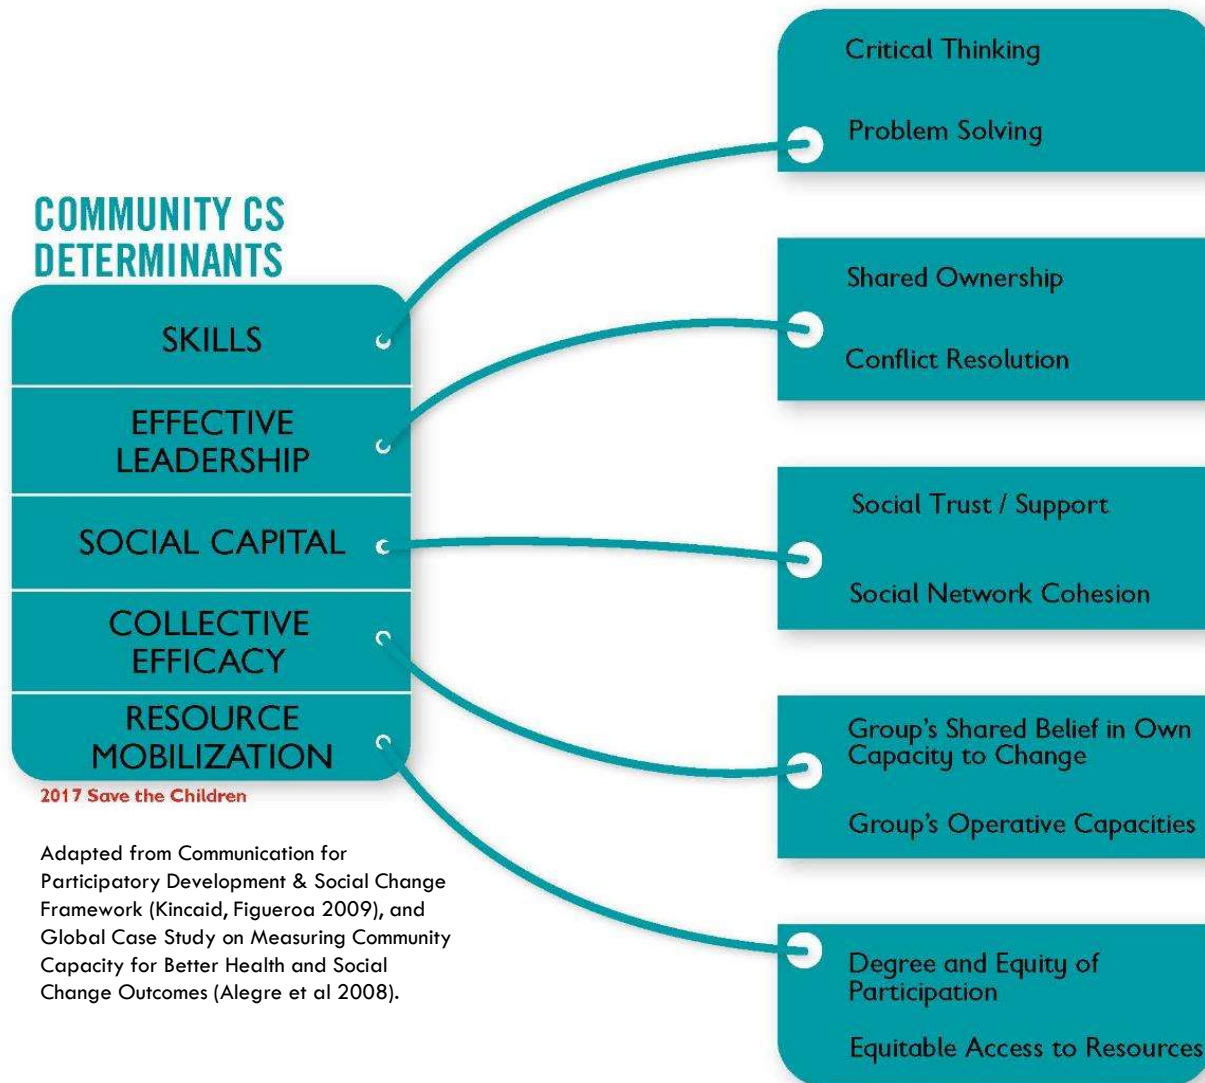 COMMUNITY CS
DETERMINANTS
SKILLS
EFFECTIVE
LEADERSHIP
SOCIAL CAPITAL
COLLECTIVE
EFFICACY
RESOURCE
MOBILIZATION
2017 Save the Children
Adapted from Communication for
Participatory Development & Social Change
Framework (Kincaid, Figueroa 2009), and
Global Case Study on Measuring Community
Capacity for Better Health and Social
Change Outcomes (Alegre et al 2008).
Critical Thinking
Problem Solving
Shared Ownership
Conflict Resolution
Social Trust / Support
Social Network Cohesion
Group's Shared Belief in Own
Capacity to Change
Group's Operative Capacities
Degree and Equity of
Participation
Equitable Access to Resources